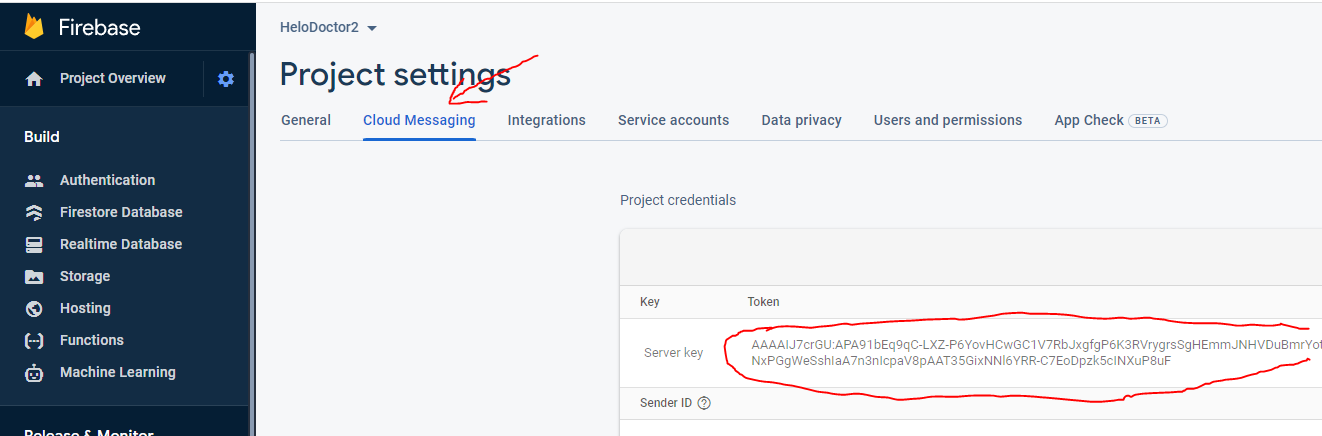 Firebase
Project Overview
Build
Authentication
Firestore Database
Realtime Database
Storage
Hosting
Functions
Machine Learning
Release & Monitor
HeloDoctor2
Project settings
General Cloud Messaging Integrations Service accounts Data privacy Users and permissions App Check BETA
Project credentials
Key Token
Server key AAAAIJ7crGU:APA91bEq9qC-LXZ-P6YovHCwGC1V7RbJxgfgP6K3RVrygrsSgHEmmJNHVDuBmrYot
NxPGgWeSshIaA7n3nIcpaV8pAAT35GixNNl6YRR-C7EoDpzk5cINXuP8uF
Sender ID